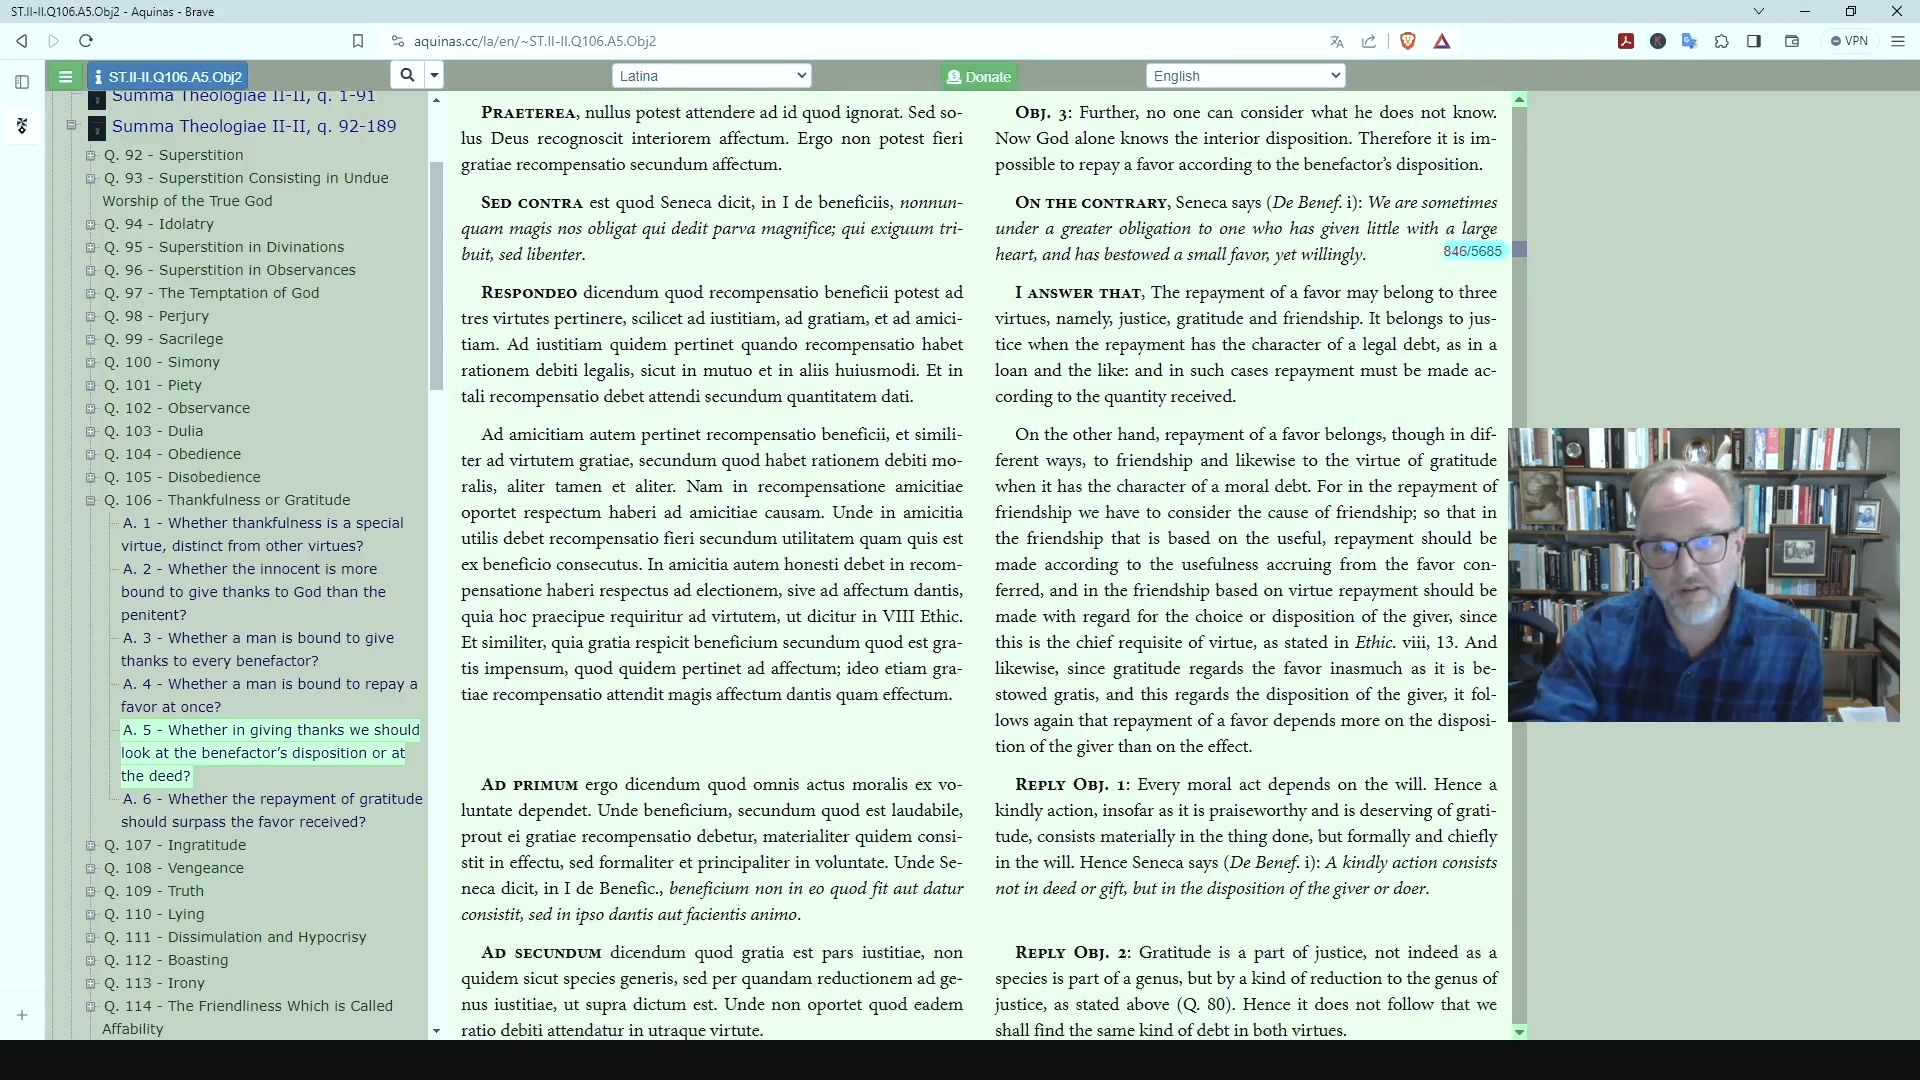 ST.II-II.Q106.A5.Obj2 - Aquinas - Brave
aquinas.cc/la/en/~ST.II-II.Q106.A5.Obj2
VPN
ST.II-II.Q106.A5.Obj2
Latina
Donate
English
Summa Theologiae II-II, q. 1-91
Summa Theologiae II-II, q. 92-189
Q. 92 - Superstition
Q. 93 - Superstition Consisting in Undue
Worship of the True God
Q. 94 - Idolatry
Q. 95 - Superstition in Divinations
Q. 96 - Superstition in Observances
Q. 97 - The Temptation of God
Q. 98 - Perjury
Q. 99 - Sacrilege
Q. 100 - Simony
Q. 101 - Piety
Q. 102 - Observance
Q. 103 - Dulia
Q. 104 - Obedience
Q. 105 - Disobedience
Q. 106 - Thankfulness or Gratitude
A. 1 - Whether thankfulness is a special
virtue, distinct from other virtues?
A. 2 - Whether the innocent is more
bound to give thanks to God than the
penitent?
A. 3 - Whether a man is bound to give
thanks to every benefactor?
A. 4 - Whether a man is bound to repay a
favor at once?
A. 5 - Whether in giving thanks we should
look at the benefactor's disposition or at
the deed?
A. 6 - Whether the repayment of gratitude
should surpass the favor received?
Q. 107 - Ingratitude
Q. 108 - Vengeance
Q. 109 - Truth
Q. 110 - Lying
Q. 111 - Dissimulation and Hypocrisy
Q. 112 - Boasting
Q. 113 - Irony
Q. 114 - The Friendliness Which is Called
Affability
PRAETEREA, nullus potest attendere ad id quod ignorat. Sed so-
lus Deus recognoscit interiorem affectum. Ergo non potest fieri
gratiae recompensatio secundum affectum.
SED CONTRA est quod Seneca dicit, in I de beneficiis, nonnun-
quam magis nos obligat qui dedit parva magnifice; qui exiguum tri-
buit, sed libenter.
RESPONDEO dicendum quod recompensatio beneficii potest ad
tres virtutes pertinere, scilicet ad iustitiam, ad gratiam, et ad amici-
tiam. Ad iustitiam quidem pertinet quando recompensatio habet
rationem debiti legalis, sicut in mutuo et in aliis huiusmodi. Et in
tali recompensatio debet attendi secundum quantitatem dati.
Ad amicitiam autem pertinet recompensatio beneficii, et simili-
ter ad virtutem gratiae, secundum quod habet rationem debiti mo-
ralis, aliter tamen et aliter. Nam in recompensatione amicitiae
oportet respectum haberi ad amicitiae causam. Unde in amicitia
utilis debet recompensatio fieri secundum utilitatem quam quis est
ex beneficio consecutus. In amicitia autem honesti debet in recom-
pensatione haberi respectus ad electionem, sive ad affectum dantis,
quia hoc praecipue requiritur ad virtutem, ut dicitur in VIII Ethic.
Et similiter, quia gratia respicit beneficium secundum quod est gra-
tis impensum, quod quidem pertinet ad affectum; ideo etiam gra-
tiae recompensatio attendit magis affectum dantis quam effectum.
AD PRIMUM ergo dicendum quod omnis actus moralis ex vo-
luntate dependet. Unde beneficium, secundum quod est laudabile,
prout ei gratiae recompensatio debetur, materialiter quidem consi-
stit in effectu, sed formaliter et principaliter in voluntate. Unde Se-
neca dicit, in I de Benefic., beneficium non in eo quod fit aut datur
consistit, sed in ipso dantis aut facientis animo.
AD SECUNDUM dicendum quod gratia est pars iustitiae, non
quidem sicut species generis, sed per quandam reductionem ad ge-
nus iustitiae, ut supra dictum est. Unde non oportet quod eadem
ratio debiti attendatur in utraque virtute.
OBJ. 3: Further, no one can consider what he does not know.
Now God alone knows the interior disposition. Therefore it is im-
possible to repay a favor according to the benefactor's disposition.
ON THE CONTRARY, Seneca says (De Benef. i): We are sometimes
under a greater obligation to one who has given little with a large
heart, and has bestowed a small favor, yet willingly.
846/5685
I ANSWER THAT, The repayment of a favor may belong to three
virtues, namely, justice, gratitude and friendship. It belongs to jus-
tice when the repayment has the character of a legal debt, as in a
loan and the like: and in such cases repayment must be made ac-
cording to the quantity received.
On the other hand, repayment of a favor belongs, though in dif-
ferent ways, to friendship and likewise to the virtue of gratitude
when it has the character of a moral debt. For in the repayment of
friendship we have to consider the cause of friendship; so that in
the friendship that is based on the useful, repayment should be
made according to the usefulness accruing from the favor con-
ferred, and in the friendship based on virtue repayment should be
made with regard for the choice or disposition of the giver, since
this is the chief requisite of virtue, as stated in Ethic. viii, 13. And
likewise, since gratitude regards the favor inasmuch as it is be-
stowed gratis, and this regards the disposition of the giver, it fol-
lows again that repayment of a favor depends more on the disposi-
tion of the giver than on the effect.
REPLY OBJ. 1: Every moral act depends on the will. Hence a
kindly action, insofar as it is praiseworthy and is deserving of grati-
tude, consists materially in the thing done, but formally and chiefly
in the will. Hence Seneca says (De Benef. i): A kindly action consists
not in deed or gift, but in the disposition of the giver or doer.
REPLY OBJ. 2: Gratitude is a part of justice, not indeed as a
species is part of a genus, but by a kind of reduction to the genus of
justice, as stated above (Q. 80). Hence it does not follow that we
shall find the same kind of debt in both virtues.